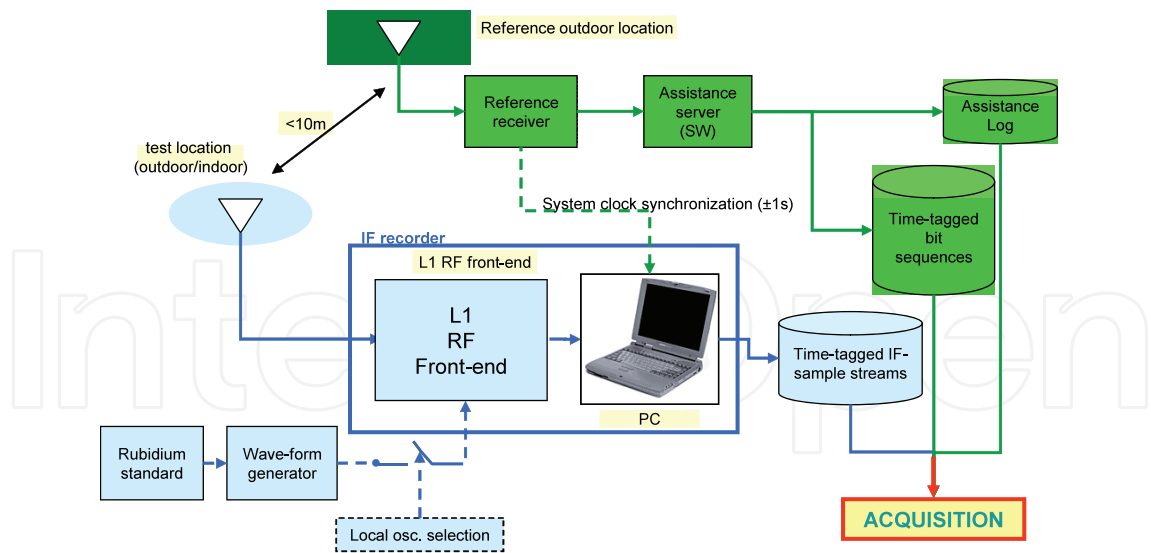 Reference outdoor location
Reference
receiver
Assistance
server
(SW)
Assistance
Log
<10m
test location
(outdoor/indoor)
System clock synchronization (±1s)
Time-tagged
bit
sequences
IF recorder
L1 RF front-end
L1
RF
Front-end
Time-tagged IF-
sample streams
PC
Rubidium
standard
Wave-form
generator
Local osc. selection
ACQUISITION